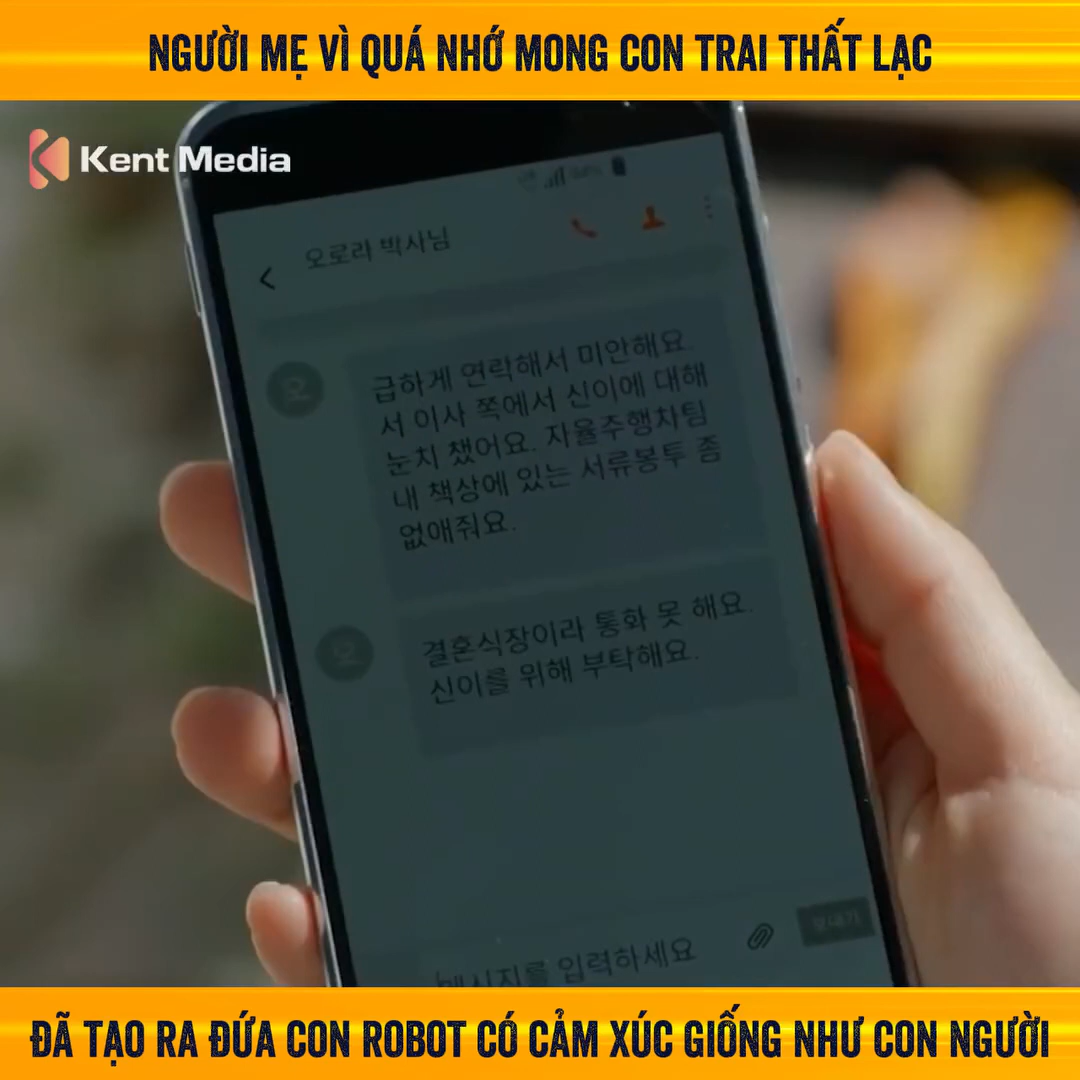 NGƯỜI MẸ VÌ QUÁ NHỚ MONG CON TRAI THẤT LẠC
Kent Media
오로라 박사님
오
급하게 연락해서 미안해요.
서 이사 쪽에서 신이에 대해
눈치 챘어요. 자율주행차팀
내 책상에 있는 서류봉투 좀
없애줘요.
오
결혼식장이라 통화 못 해요.
신이를 위해 부탁해요.
메시지를 입력하세요
ĐÃ TẠO RA ĐỨA CON ROBOT CÓ CẢM XÚC GIỐNG NHƯ CON NGƯỜI